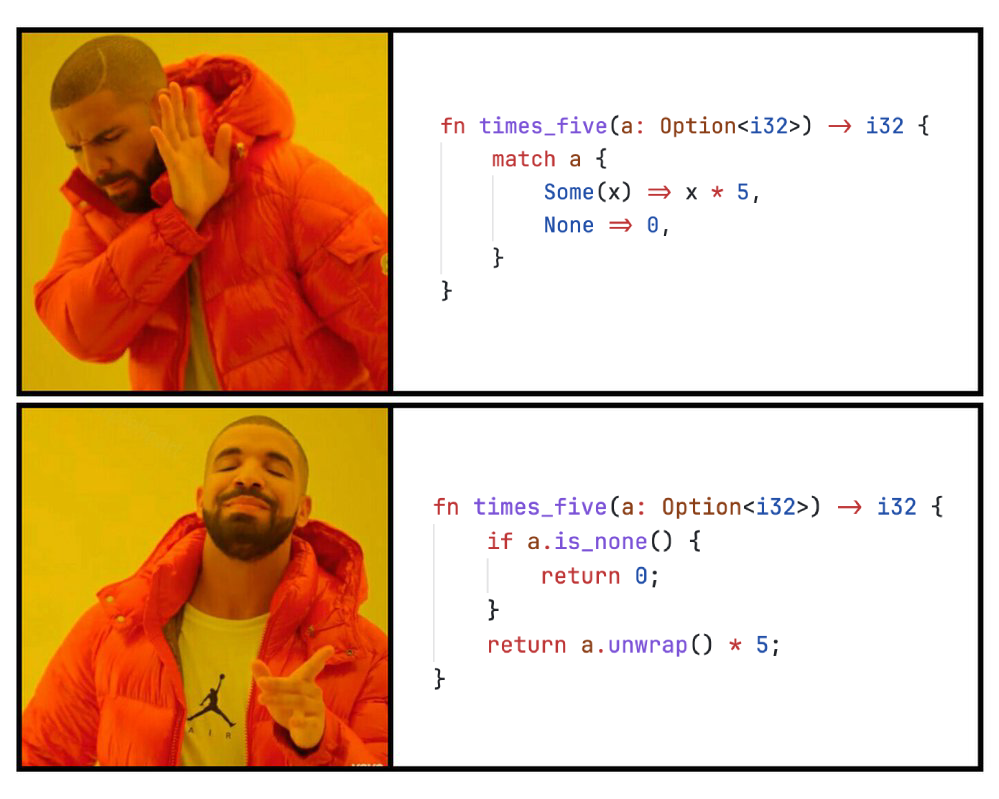 fn times_five(a: Option<i32>) -> i32 {
match a {
Some(x) => x * 5,
None => 0,
}
}
fn times_five(a: Option<i32>) -> i32 {
if a.is_none() {
return 0;
}
return a.unwrap() * 5;
}
AIR